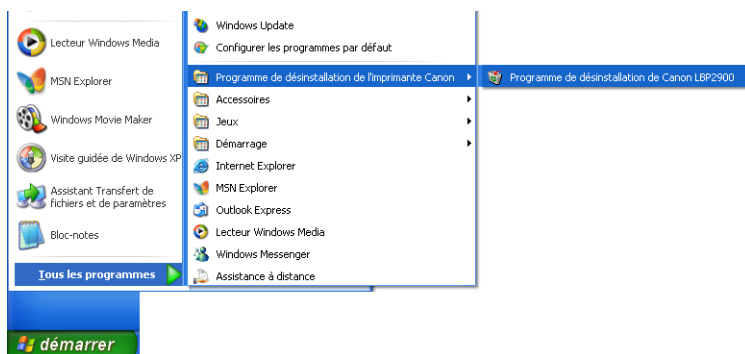 Lecteur Windows Media
MSN Explorer
Windows Movie Maker
Visite guidée de Windows XP
Assistant Transfert de
fichiers et de paramètres
Bloc-notes
Tous les programmes
démarrer
Windows Update
Configurer les programmes par défaut
Programme de désinstallation de l'imprimante Canon
Accessoires
Jeux
Démarrage
Internet Explorer
MSN Explorer
Outlook Express
Lecteur Windows Media
Windows Messenger
Assistance à distance
Programme de désinstallation de Canon LBP2900